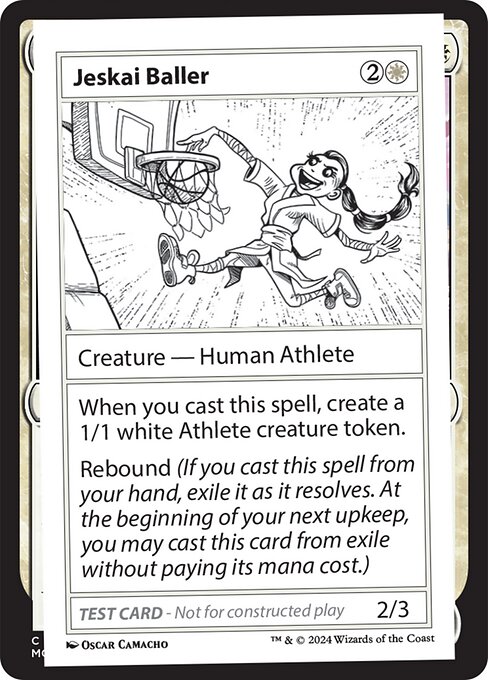 Jeskai Baller 2
Creature — Human Athlete
When you cast this spell, create a
1/1 white Athlete creature token.
Rebound (If you cast this spell from
your hand, exile it as it resolves. At
the beginning of your next upkeep,
you may cast this card from exile
without paying its mana cost.)
TEST CARD - Not for constructed play 2/3
Oscar Camacho ™ & © 2024 Wizards of the Coast